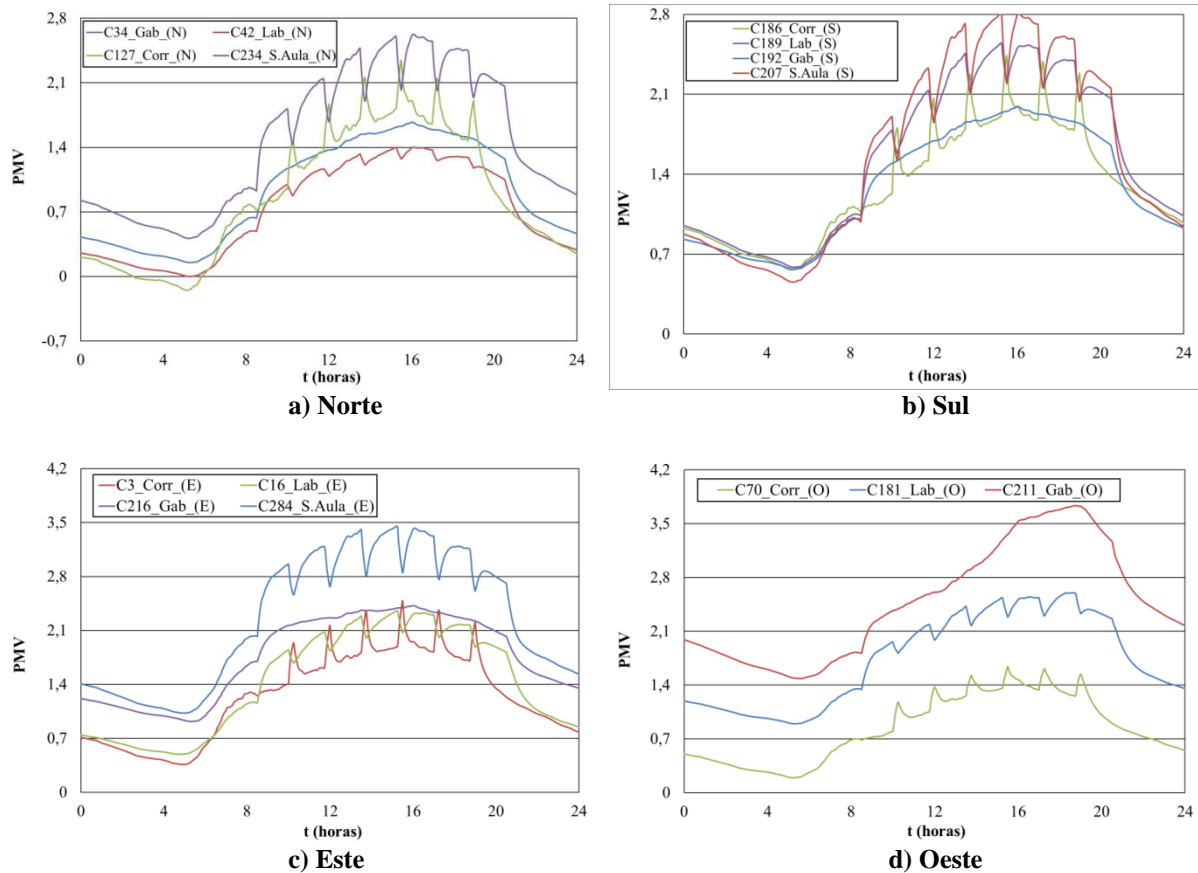 2,8
2,1
1,4
0,7
0
-0,7
PMV
C34_Gab_(N)
C42_Lab_(N)
C127_Corr_(N)
C234_S.Aula_(N)
0 4 8 12 16 20 24
t (horas)
a) Norte
2,8
2,1
1,4
0,7
0
PMV
C186_Corr_(S)
C189_Lab_(S)
C192_Gab_(S)
C207_S.Aula_(S)
0 4 8 12 16 20 24
t (horas)
b) Sul
4,2
3,5
2,8
2,1
1,4
0,7
0
PMV
C3_Corr_(E)
C16_Lab_(E)
C216_Gab_(E)
C284_S.Aula_(E)
0 4 8 12 16 20 24
t (horas)
c) Este
4,2
3,5
2,8
2,1
1,4
0,7
0
PMV
C70_Corr_(O)
C181_Lab_(O)
C211_Gab_(O)
0 4 8 12 16 20 24
t (horas)
d) Oeste